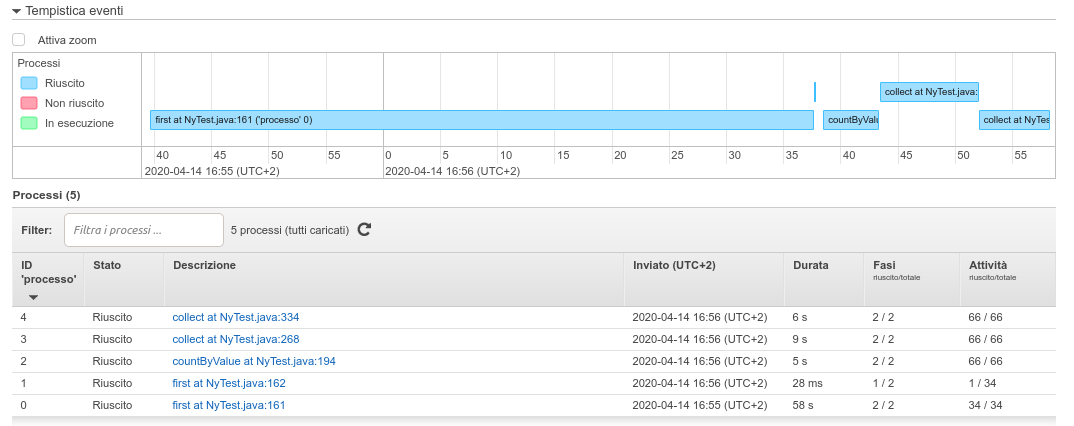 Tempistica eventi
Attiva zoom
Processi
Riuscito
Non riuscito
In esecuzione
collect at NyTest.java:
first at NyTest.java:161 ('processo' 0)
countByValu
collect at NyTes
40 45 50 55 0 5 10 15 20 25 30 35 40 45 50 55
2020-04-14 16:55 (UTC+2) 2020-04-14 16:56 (UTC+2)
Processi (5)
Filter: Filtra i processi ... 5 processi (tutti caricati)
ID 'processo' Stato Descrizione Inviato (UTC+2) Durata Fasi riuscito/totale Attività riuscito/totale
4 Riuscito collect at NyTest.java:334 2020-04-14 16:56 (UTC+2) 6 s 2 / 2 66 / 66
3 Riuscito collect at NyTest.java:268 2020-04-14 16:56 (UTC+2) 9 s 2 / 2 66 / 66
2 Riuscito countByValue at NyTest.java:194 2020-04-14 16:56 (UTC+2) 5 s 2 / 2 66 / 66
1 Riuscito first at NyTest.java:162 2020-04-14 16:56 (UTC+2) 28 ms 1 / 2 1 / 34
0 Riuscito first at NyTest.java:161 2020-04-14 16:55 (UTC+2) 58 s 2 / 2 34 / 34